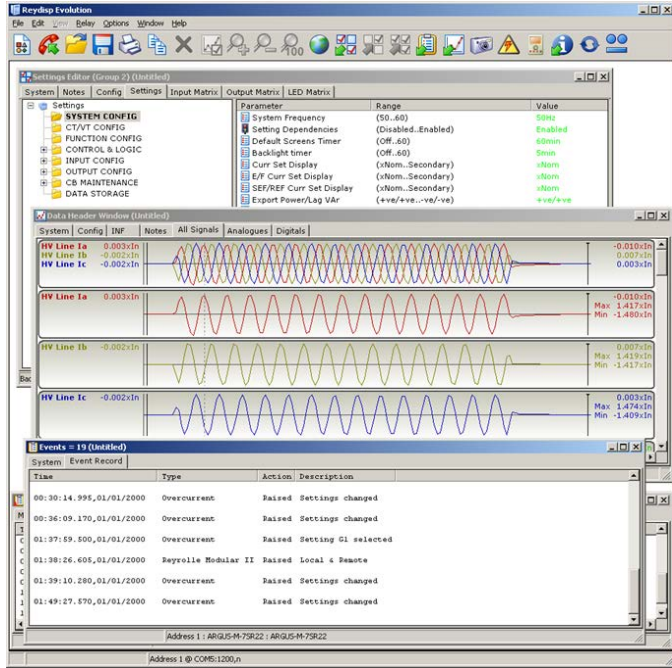 Reydisp Evolution
File Edit View Relay Options Window Help
Settings Editor (Group 2) (Untitled)
System Notes Config Settings Input Matrix Output Matrix LED Matrix
Settings
SYSTEM CONFIG
CT/VT CONFIG
FUNCTION CONFIG
CONTROL & LOGIC
INPUT CONFIG
OUTPUT CONFIG
CB MAINTENANCE
DATA STORAGE
Parameter Range Value
System Frequency (50..60) 50Hz
Setting Dependencies (Disabled..Enabled) Enabled
Default Screens Timer (Off..60) 60min
Backlight timer (Off..60) 5min
Curr Set Display (xNom..Secondary) xNom
E/F Curr Set Display (xNom..Secondary) xNom
SEF/REF Curr Set Display (xNom..Secondary) xNom
Export Power/Lag VAr (+ve/+ve..-ve/-ve) +ve/+ve
Data Header Window (Untitled)
System Config INF Notes All Signals Analogues Digitals
HV Line Ia 0.003xIn -0.010xIn
HV Line Ib -0.002xIn 0.007xIn
HV Line Ic -0.002xIn 0.003xIn
HV Line Ia 0.003xIn -0.010xIn
Max 1.417xIn
Min -1.480xIn
HV Line Ib -0.002xIn 0.007xIn
Max 1.419xIn
Min -1.417xIn
HV Line Ic -0.002xIn 0.003xIn
Max 1.474xIn
Min -1.409xIn
Events = 19 (Untitled)
System Event Record
Time Type Action Description
00:30:14.995,01/01/2000 Overcurrent Raised Settings changed
00:36:09.170,01/01/2000 Overcurrent Raised Settings changed
01:37:59.500,01/01/2000 Overcurrent Raised Setting G1 selected
01:38:26.605,01/01/2000 Reyrolle Modular II Raised Local & Remote
01:39:10.280,01/01/2000 Overcurrent Raised Settings changed
01:49:27.570,01/01/2000 Overcurrent Raised Settings changed
Address 1 : ARGUS-M-7SR22 : ARGUS-M-7SR22
Address 1 @ COM5:1200,n